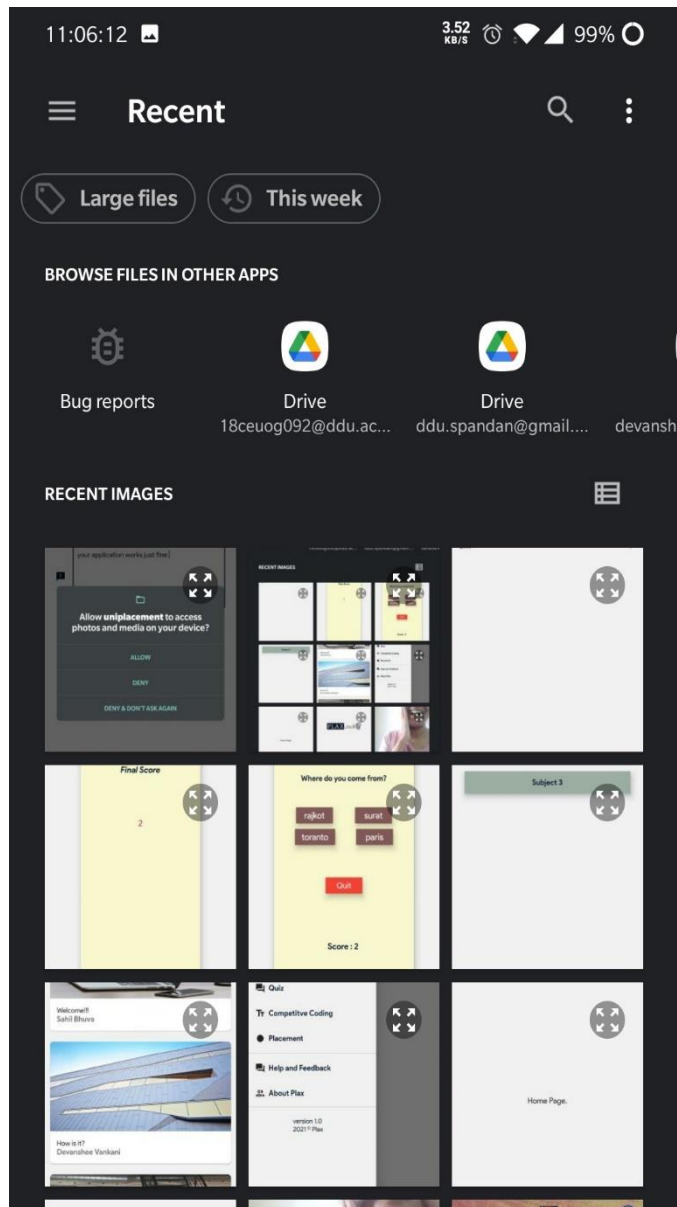 11:06:12
3.52
KB/S
99%
Recent
Large files
This week
BROWSE FILES IN OTHER APPS
Bug reports
Drive
18ceuog092@ddu.ac...
Drive
ddu.spandan@gmail....
devansh
RECENT IMAGES
your application works just fine
Allow uniplacement to access
photos and media on your device?
ALLOW
DENY
DENY & DON'T ASK AGAIN
RECENT IMAGES
PLAX
Final Score
2
Where do you come from?
rajkot
surat
toranto
paris
Quit
Score : 2
Subject 3
Welcome!!
Sahil Bhuva
How is it?
Devanshee Vankani
Quiz
Tr Competitve Coding
Placement
Help and Feedback
About Plax
version 1.0
2021 © Plax
Home Page.